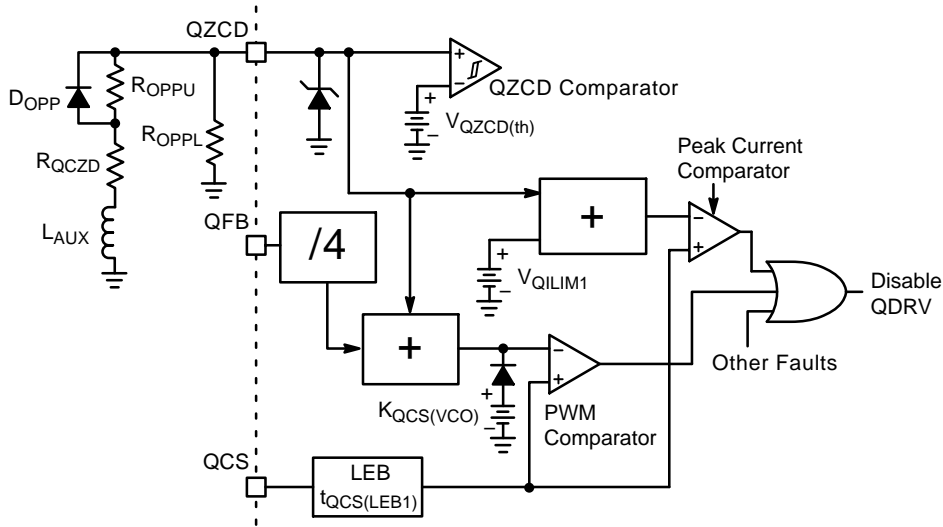 QZCD
DOPP
ROPPU
ROPPL
RQCZD
LAUX
+
−
QZCD Comparator
+
−
VQZCD(th)
Peak Current
Comparator
QFB
/4
+
+
−
VQILIM1
−
+
Disable
QDRV
Other Faults
+
−
+
+
−
KQCS(VCO)
PWM
Comparator
QCS
LEB
tQCS(LEB1)